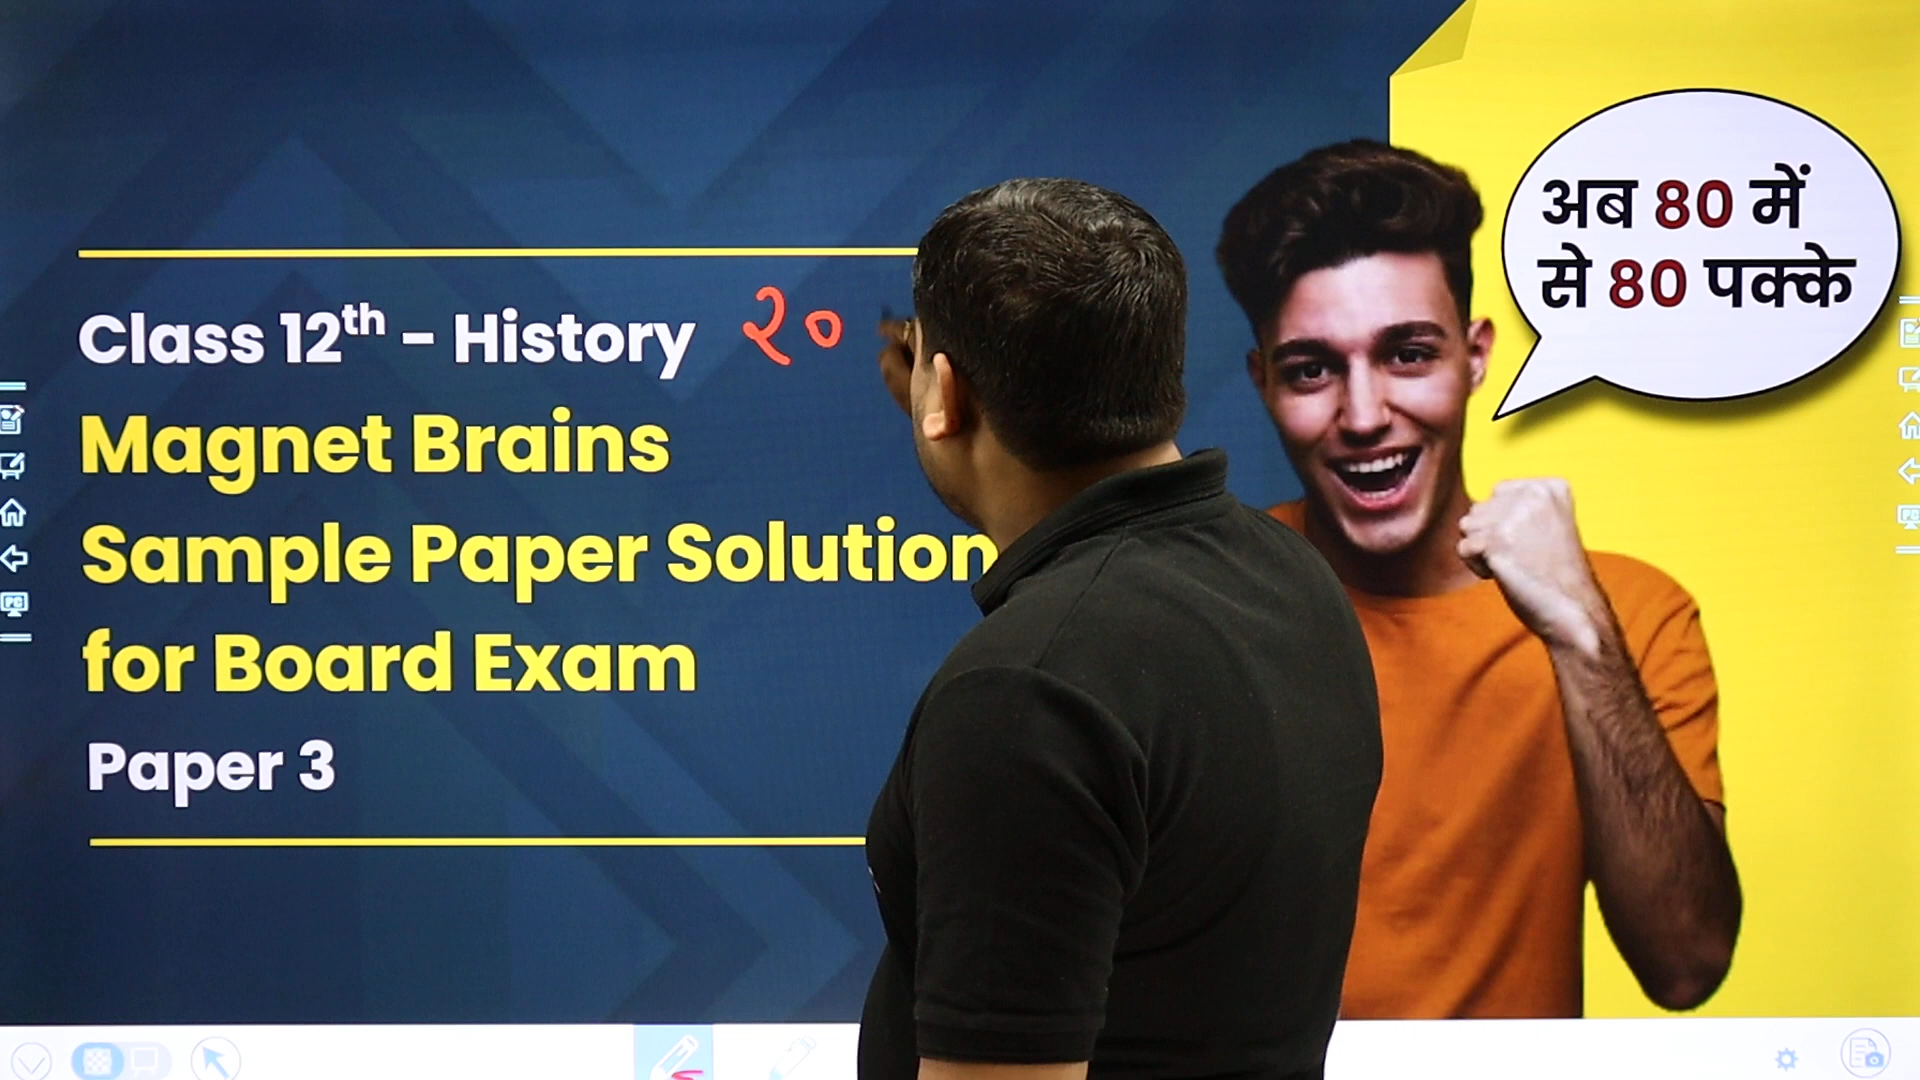 Class 12th - History २०
Magnet Brains
Sample Paper Solution
for Board Exam
Paper 3
अब 80 में
से 80 पक्के